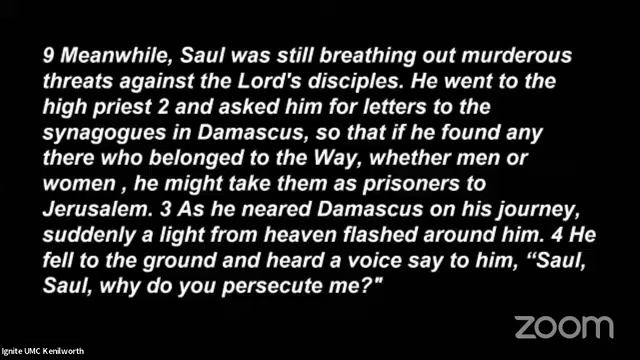 9 Meanwhile, Saul was still breathing out murderous
threats against the Lord's disciples. He went to the
high priest 2 and asked him for letters to the
synagogues in Damascus, so that if he found any
there who belonged to the Way, whether men or
women , he might take them as prisoners to
Jerusalem. 3 As he neared Damascus on his journey,
suddenly a light from heaven flashed around him. 4 He
fell to the ground and heard a voice say to him, “Saul,
Saul, why do you persecute me?"
zoom
Ignite UMC Kenilworth